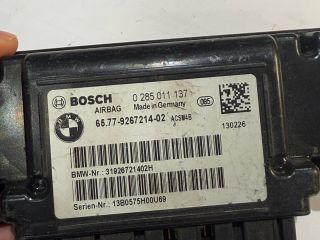 BOSCH 0 285 011 137
AIRBAG Made in Germany 085
65.77-9267214-02 ACSM4B
130226
BMW-Nr.: 31926721402H
Serien-Nr.: 13B0575H00U69